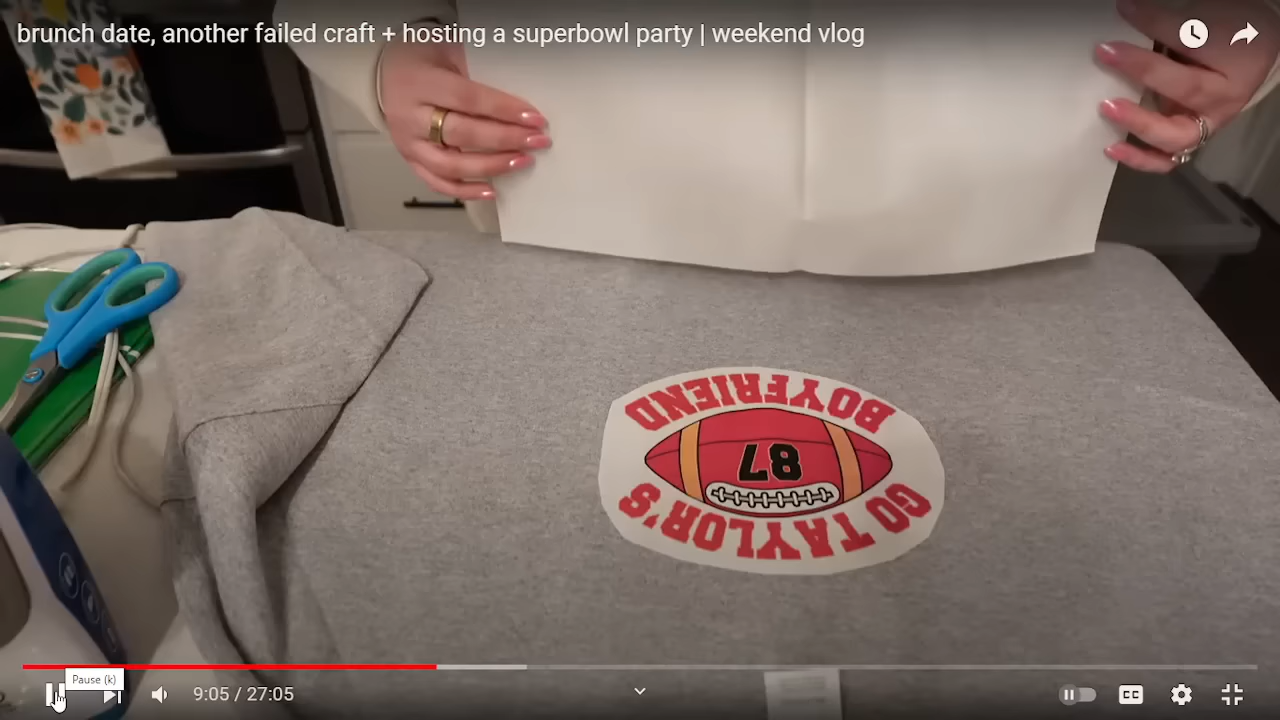 brunch date, another failed craft + hosting a superbowl party | weekend vlog
GO TAYLOR'S
87
BOYFRIEND
Pause (k)
9:05 / 27:05
CC